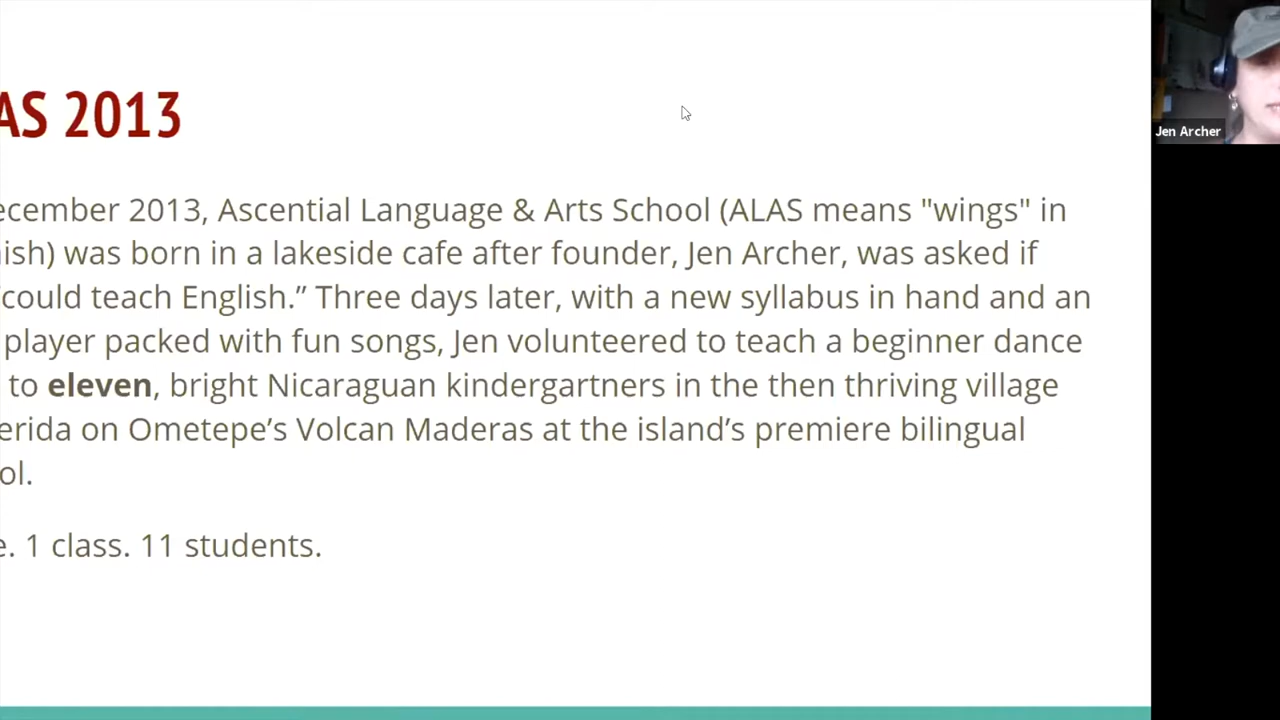 AS 2013
Jen Archer
ecember 2013, Ascential Language & Arts School (ALAS means "wings" in
ish) was born in a lakeside cafe after founder, Jen Archer, was asked if
“could teach English.” Three days later, with a new syllabus in hand and an
player packed with fun songs, Jen volunteered to teach a beginner dance
to eleven, bright Nicaraguan kindergartners in the then thriving village
erida on Ometepe’s Volcan Maderas at the island’s premiere bilingual
ol.
e. 1 class. 11 students.